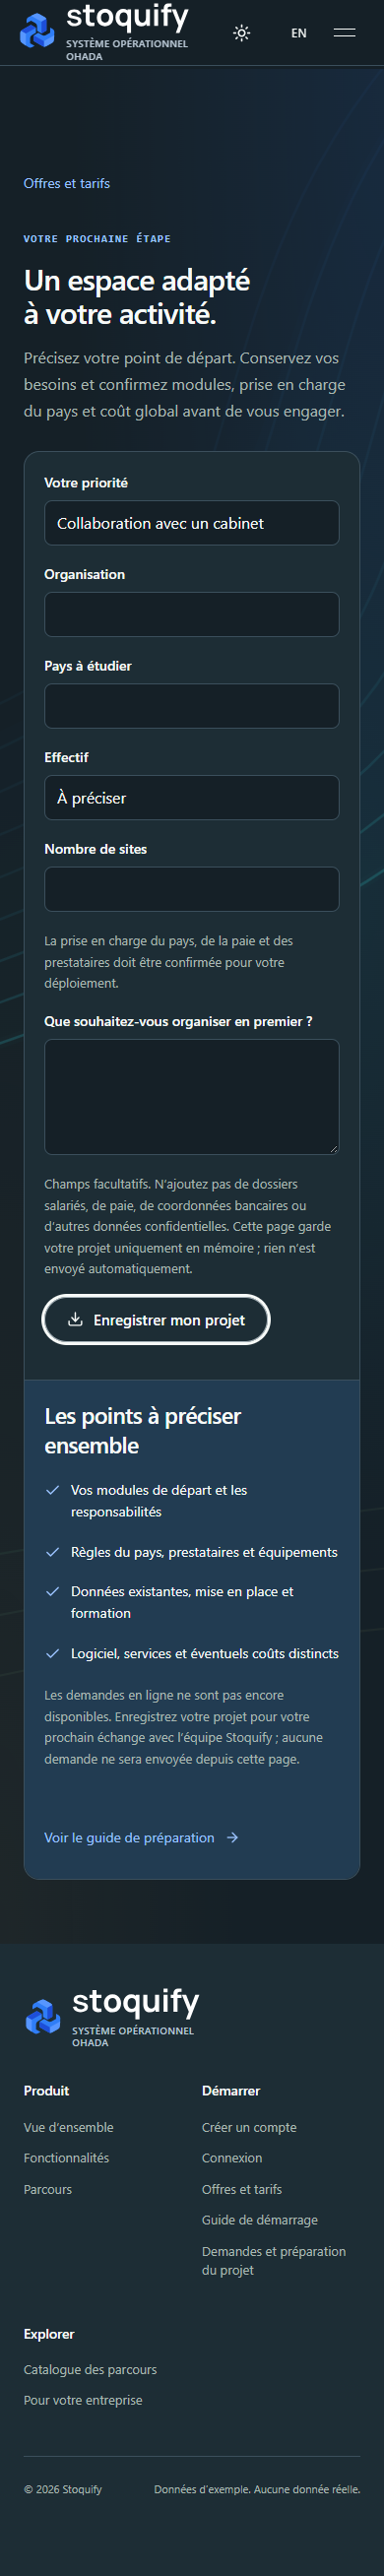 stoquify
SYSTÈME OPÉRATIONNEL
OHADA
EN
Offres et tarifs
VOTRE PROCHAINE ÉTAPE
Un espace adapté
à votre activité.
Précisez votre point de départ. Conservez vos
besoins et confirmez modules, prise en charge
du pays et coût global avant de vous engager.
Votre priorité
Collaboration avec un cabinet
Organisation
Pays à étudier
Effectif
À préciser
Nombre de sites
La prise en charge du pays, de la paie et des
prestataires doit être confirmée pour votre
déploiement.
Que souhaitez-vous organiser en premier ?
Champs facultatifs. N'ajoutez pas de dossiers
salariés, de paie, de coordonnées bancaires ou
d'autres données confidentielles. Cette page garde
votre projet uniquement en mémoire ; rien n'est
envoyé automatiquement.
Enregistrer mon projet
Les points à préciser
ensemble
Vos modules de départ et les
responsabilités
Règles du pays, prestataires et équipements
Données existantes, mise en place et
formation
Logiciel, services et éventuels coûts distincts
Les demandes en ligne ne sont pas encore
disponibles. Enregistrez votre projet pour votre
prochain échange avec l'équipe Stoquify ; aucune
demande ne sera envoyée depuis cette page.
Voir le guide de préparation
stoquify
SYSTÈME OPÉRATIONNEL
OHADA
Produit
Vue d'ensemble
Fonctionnalités
Parcours
Démarrer
Créer un compte
Connexion
Offres et tarifs
Guide de démarrage
Demandes et préparation
du projet
Explorer
Catalogue des parcours
Pour votre entreprise
© 2026 Stoquify
Données d'exemple. Aucune donnée réelle.